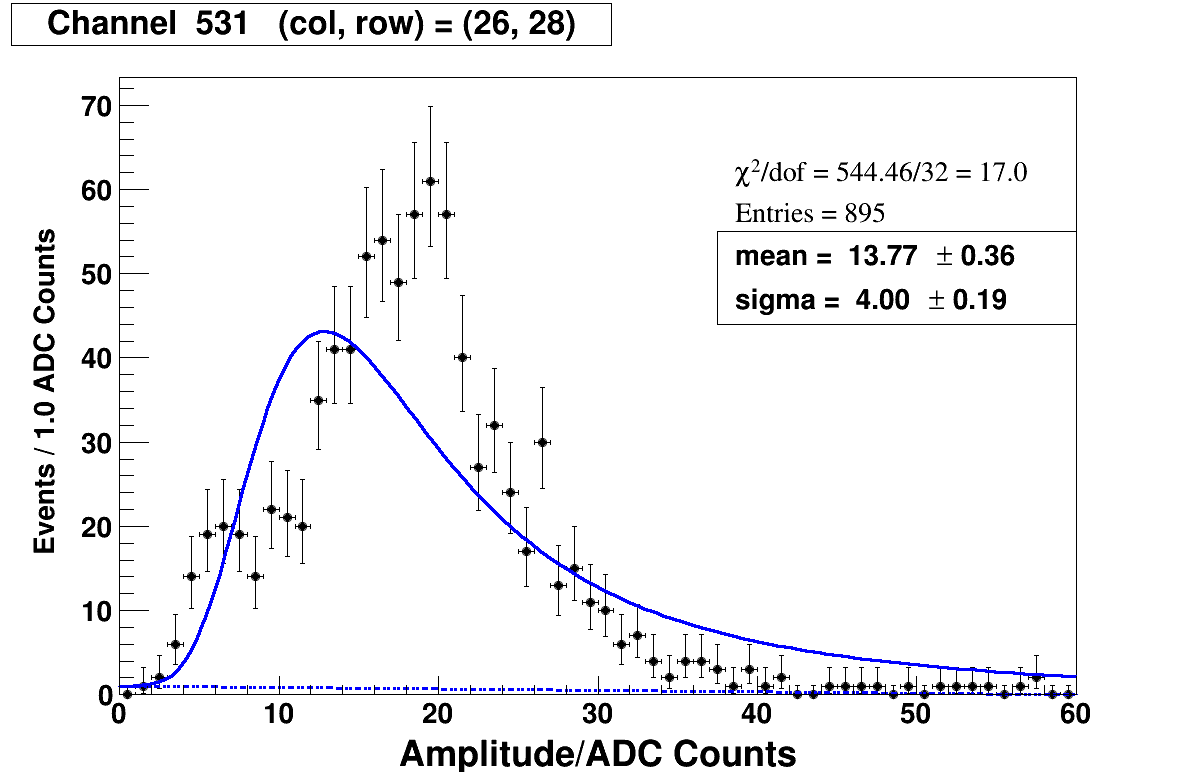 Channel 531 (col, row) = (26, 28)
χ²/dof = 544.46/32 = 17.0
Entries = 895
mean = 13.77 ± 0.36
sigma = 4.00 ± 0.19
Events / 1.0 ADC Counts
70
60
50
40
30
20
10
0
0 10 20 30 40 50 60
Amplitude/ADC Counts